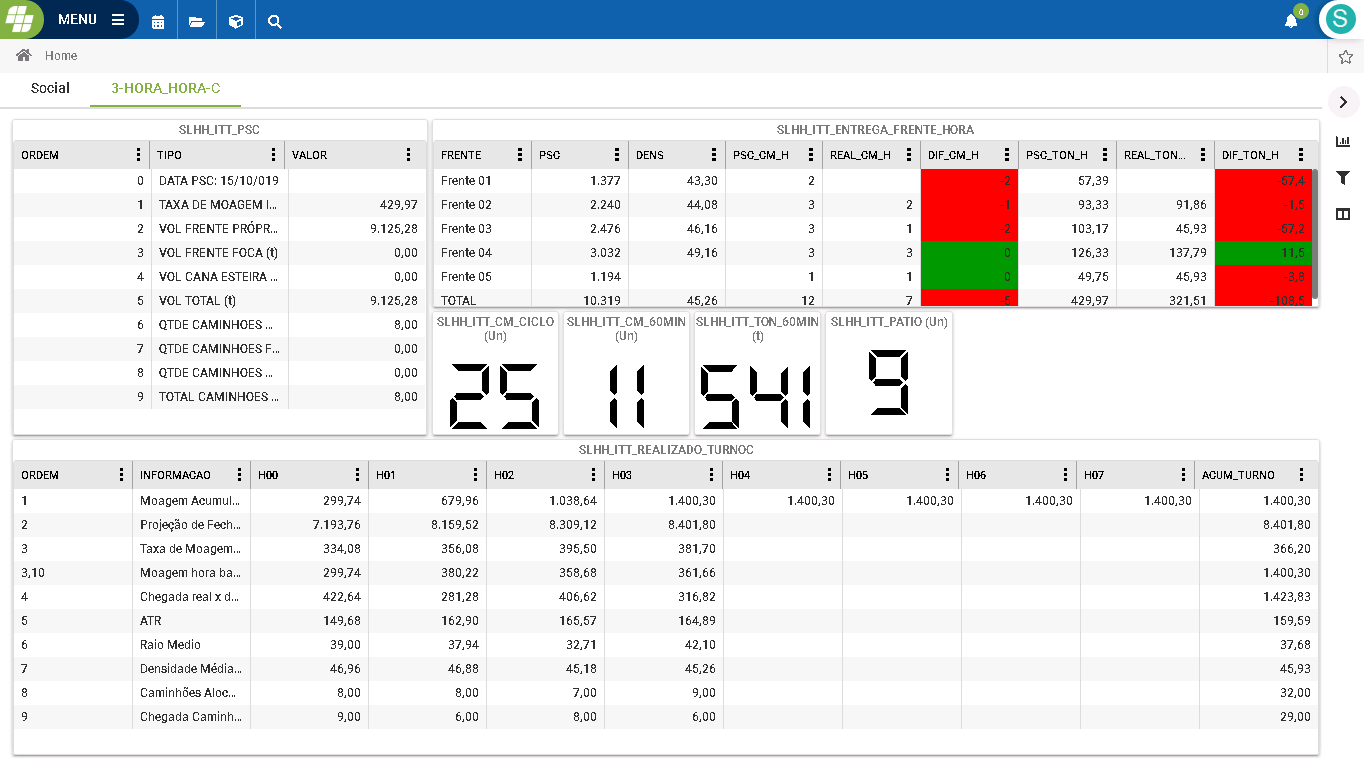 MENU
0
S
Home
Social 3-HORA_HORA-C
SLHH_ITT_PSC
ORDEM TIPO VALOR
0 DATA PSC: 15/10/019
1 TAXA DE MOAGEM I... 429,97
2 VOL FRENTE PRÓPR... 9.125,28
3 VOL FRENTE FOCA (t) 0,00
4 VOL CANA ESTEIRA ... 0,00
5 VOL TOTAL (t) 9.125,28
6 QTDE CAMINHOES ... 8,00
7 QTDE CAMINHOES F... 0,00
8 QTDE CAMINHOES ... 0,00
9 TOTAL CAMINHOES ... 8,00
SLHH_ITT_ENTREGA_FRENTE_HORA
FRENTE PSC DENS PSC_CM_H REAL_CM_H DIF_CM_H PSC_TON_H REAL_TON... DIF_TON_H
Frente 01 1.377 43,30 2 -2 57,39 -57,4
Frente 02 2.240 44,08 3 2 -1 93,33 91,86 -1,5
Frente 03 2.476 46,16 3 1 -2 103,17 45,93 -57,2
Frente 04 3.032 49,16 3 3 0 126,33 137,79 11,5
Frente 05 1.194 1 1 0 49,75 45,93 -3,8
TOTAL 10.319 45,26 12 7 -5 429,97 321,51 -108,5
SLHH_ITT_CM_CICLO
(Un)
25
SLHH_ITT_CM_60MIN
(Un)
11
SLHH_ITT_TON_60MIN
(t)
541
SLHH_ITT_PATIO (Un)
9
SLHH_ITT_REALIZADO_TURNOC
ORDEM INFORMACAO H00 H01 H02 H03 H04 H05 H06 H07 ACUM_TURNO
1 Moagem Acumul... 299,74 679,96 1.038,64 1.400,30 1.400,30 1.400,30 1.400,30 1.400,30 1.400,30
2 Projeção de Fech... 7.193,76 8.159,52 8.309,12 8.401,80 8.401,80
3 Taxa de Moagem... 334,08 356,08 395,50 381,70 366,20
3,10 Moagem hora ba... 299,74 380,22 358,68 361,66 1.400,30
4 Chegada real x d... 422,64 281,28 406,62 316,82 1.423,83
5 ATR 149,68 162,90 165,57 164,89 159,59
6 Raio Medio 39,00 37,94 32,71 42,10 37,68
7 Densidade Média... 46,96 46,88 45,18 45,26 45,93
8 Caminhões Aloc... 8,00 8,00 7,00 9,00 32,00
9 Chegada Caminh... 9,00 6,00 8,00 6,00 29,00